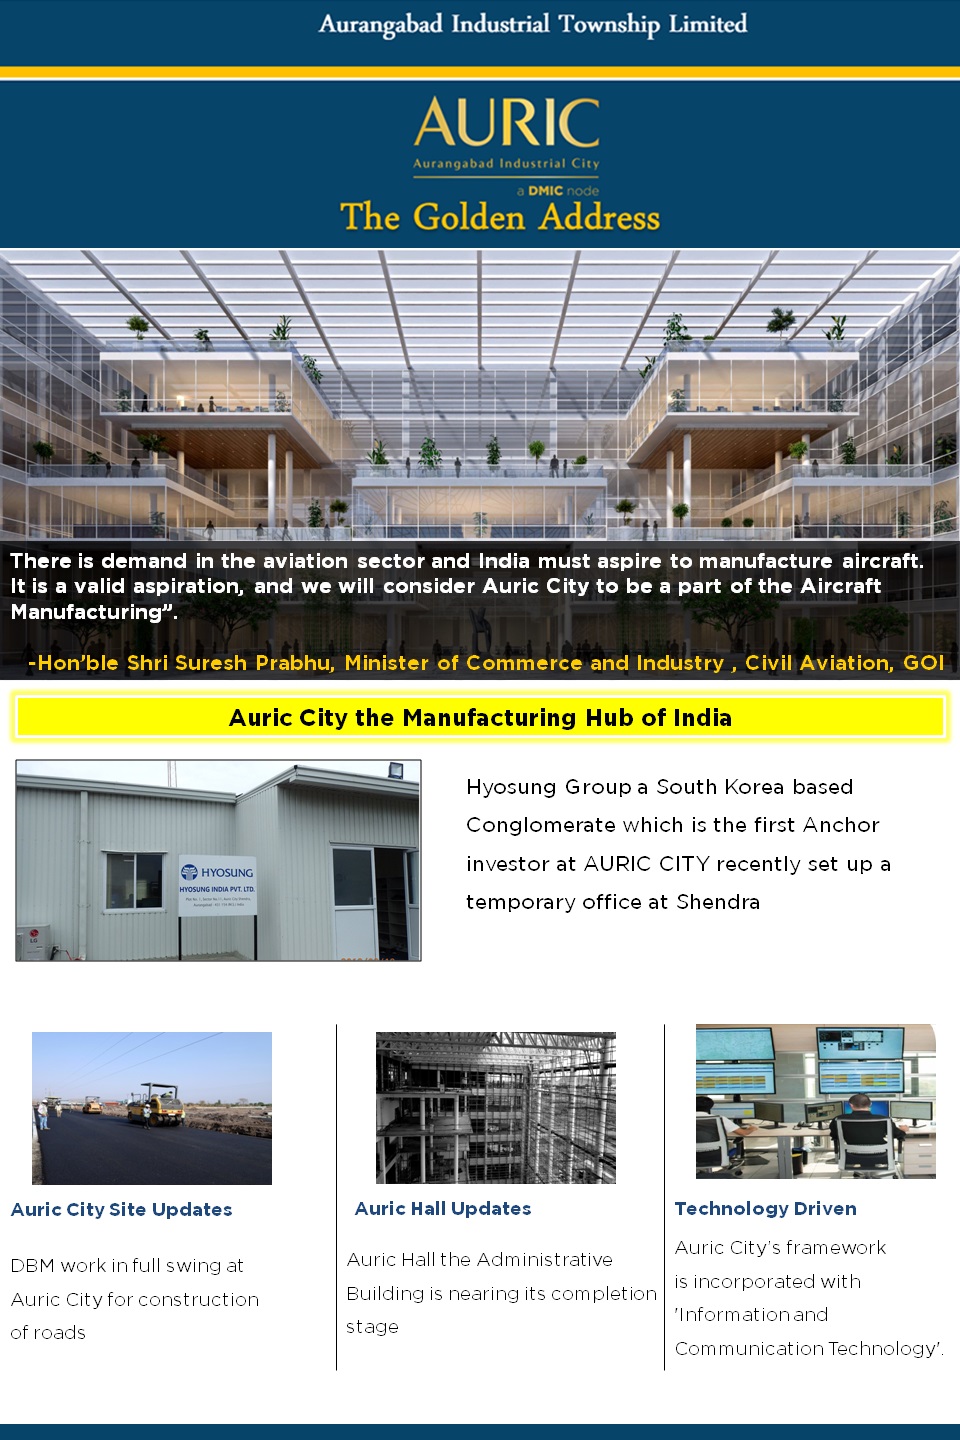 Aurangabad Industrial Township Limited
AURIC
Aurangabad Industrial City
a DMIC node
The Golden Address
There is demand in the aviation sector and India must aspire to manufacture aircraft.
It is a valid aspiration, and we will consider Auric City to be a part of the Aircraft
Manufacturing”.
-Hon’ble Shri Suresh Prabhu, Minister of Commerce and Industry , Civil Aviation, GOI
Auric City the Manufacturing Hub of India
HYOSUNG
HYOSUNG INDIA PVT. LTD.
LG
Hyosung Group a South Korea based
Conglomerate which is the first Anchor
investor at AURIC CITY recently set up a
temporary office at Shendra
Auric City Site Updates
DBM work in full swing at
Auric City for construction
of roads
Auric Hall Updates
Auric Hall the Administrative
Building is nearing its completion
stage
Technology Driven
Auric City’s framework
is incorporated with
'Information and
Communication Technology'.